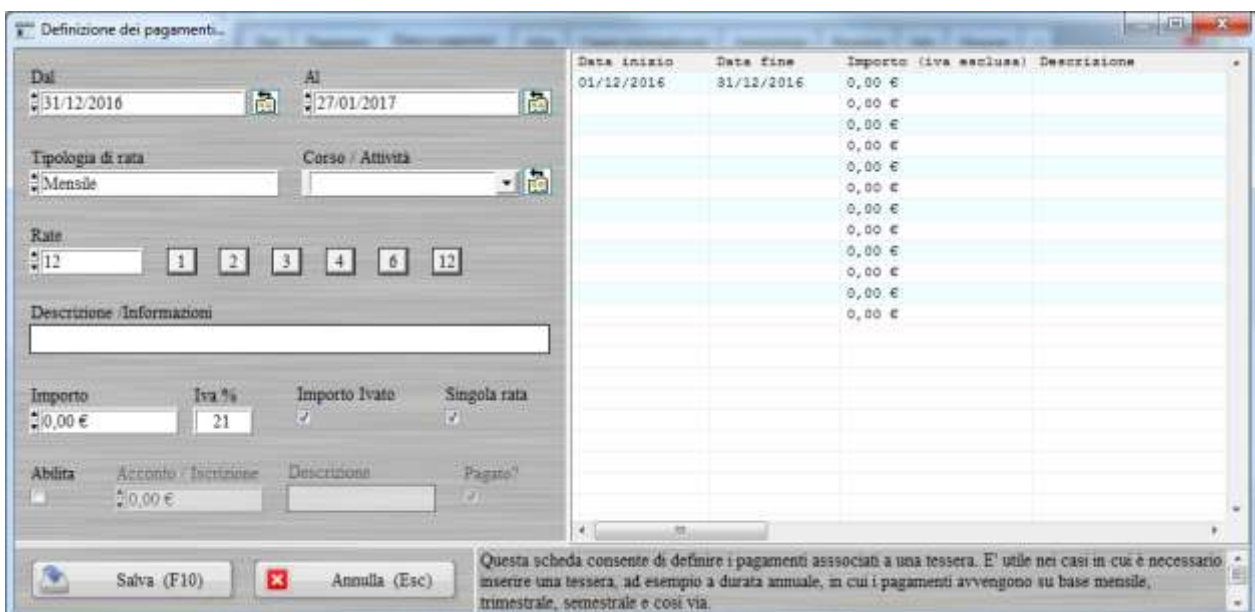 Definizione dei pagamenti...
Dal
Al
31/12/2016
27/01/2017
Tipologia di rata
Corso / Attività
Mensile
Rate
12
1
2
3
4
6
12
Descrizione /Informazioni
Importo
Iva %
Importo Ivato
Singola rata
0,00 €
21
Abilita
Acconto / Iscrizione
Descrizione
Pagato?
0,00 €
Data inizio Data fine Importo (iva esclusa) Descrizione
01/12/2016 31/12/2016 0,00 €
0,00 €
0,00 €
0,00 €
0,00 €
0,00 €
0,00 €
0,00 €
0,00 €
0,00 €
0,00 €
0,00 €
Salva (F10)
Annulla (Esc)
Questa scheda consente di definire i pagamenti asssociati a una tessera. E' utile nei casi in cui è necessario
inserire una tessera, ad esempio a durata annuale, in cui i pagamenti avvengono su base mensile,
trimestrale, semestrale e così via.